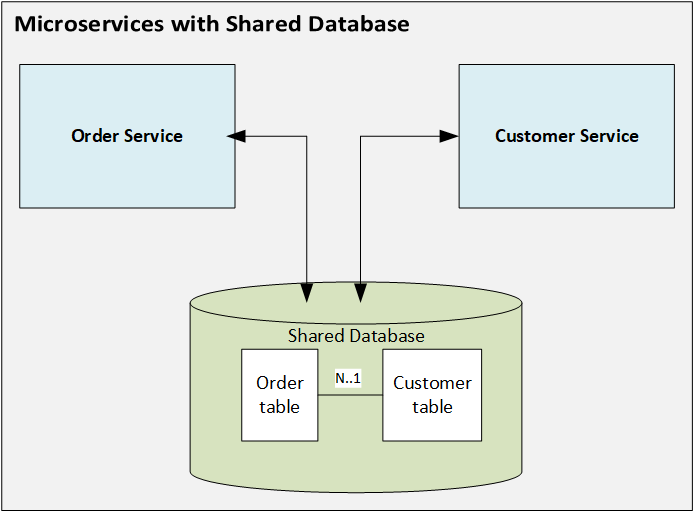 Microservices with Shared Database
Order Service
Customer Service
Shared Database
Order
table
N..1
Customer
table